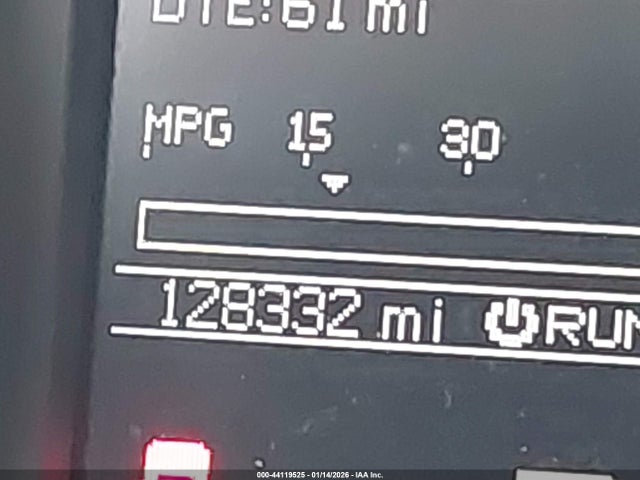 DTE:61 mi
MPG 15 30
128332 mi RUN
000-44119525 - 01/14/2026 - IAA Inc.